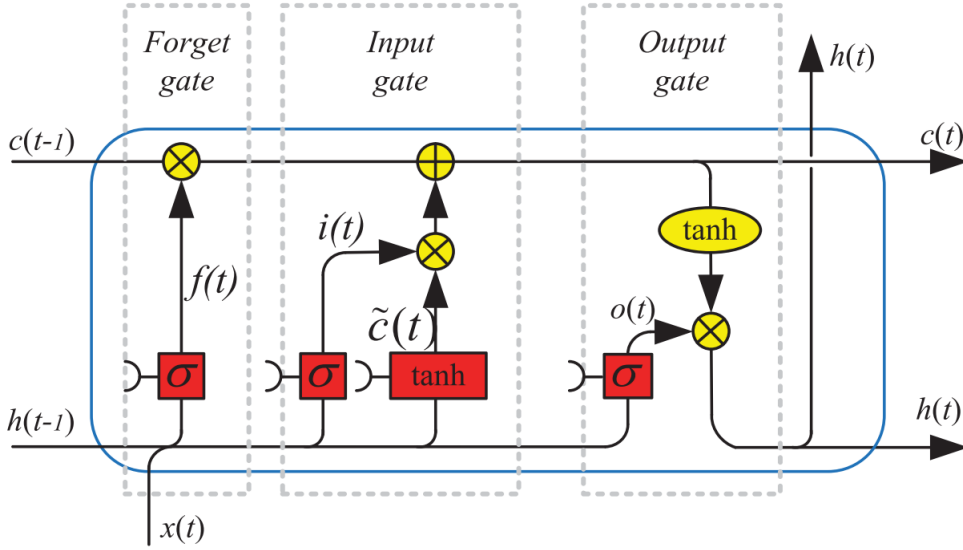 Forget
gate
Input
gate
Output
gate
h(t)
c(t-1)
c(t)
i(t)
tanh
f(t)
c̃(t)
o(t)
σ
σ
tanh
σ
h(t-1)
h(t)
x(t)